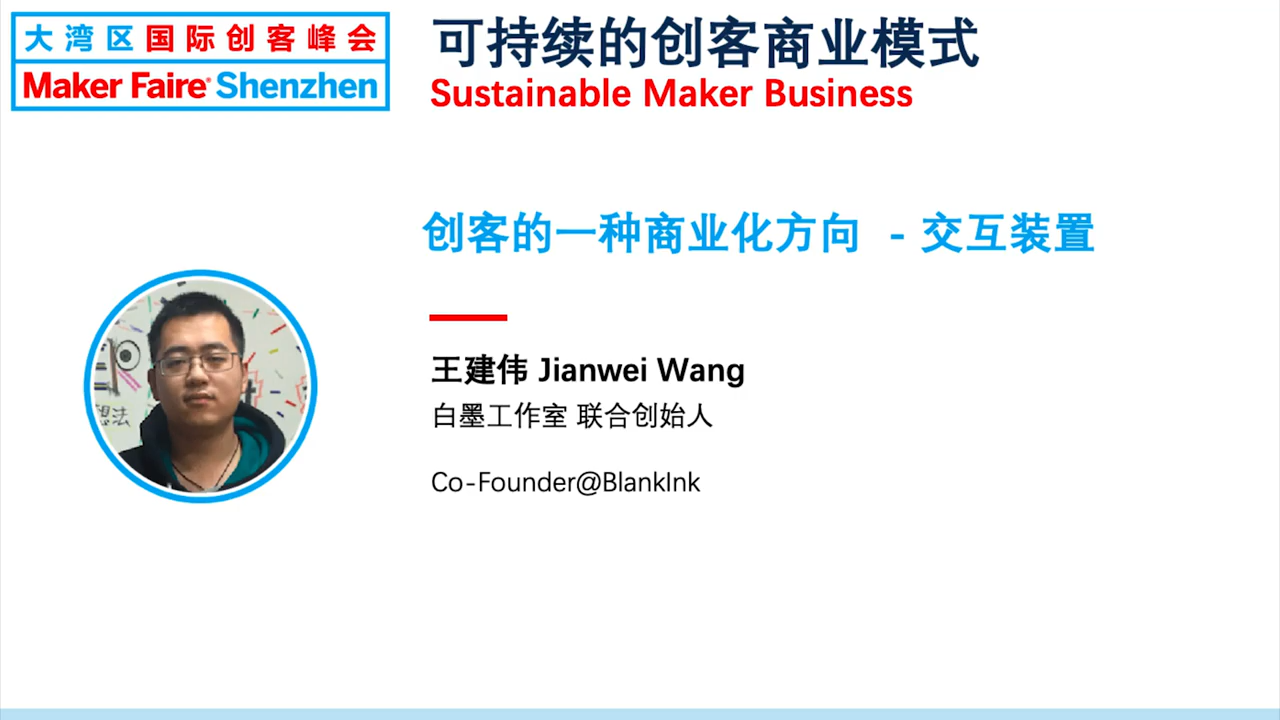 大湾区国际创客峰会
Maker Faire® Shenzhen
可持续的创客商业模式
Sustainable Maker Business
创客的一种商业化方向 - 交互装置
想法
王建伟 Jianwei Wang
白墨工作室 联合创始人
Co-Founder@BlankInk